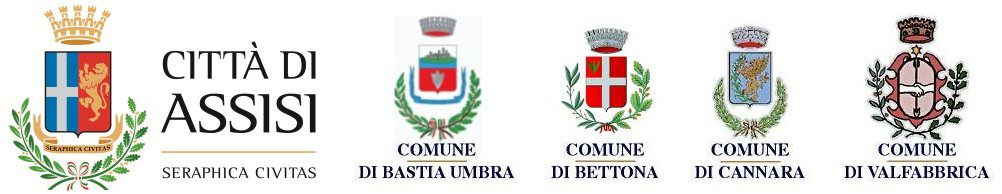 SERAPHICA CIVITAS
CITTÀ DI
ASSISI
SERAPHICA CIVITAS
COMUNE
DI BASTIA UMBRA
COMUNE
DI BETTONA
COMUNE
DI CANNARA
COMUNE
DI VALFABBRICA